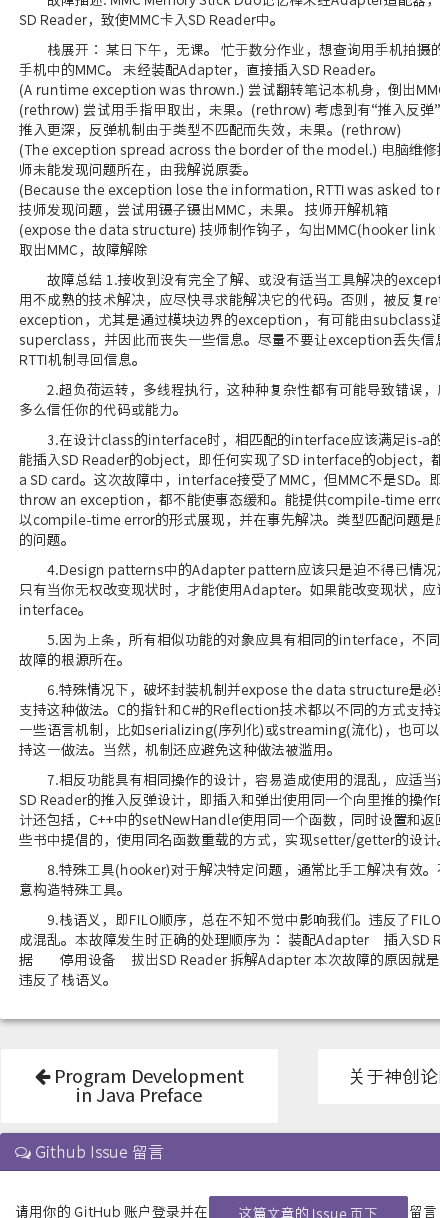 故障描述: MMC Memory Stick Duo记忆棒未经Adapter适配器，
SD Reader，致使MMC卡入SD Reader中。
栈展开： 某日下午，无课。 忙于数分作业，想查询用手机拍摄的
手机中的MMC。 未经装配Adapter，直接插入SD Reader。
(A runtime exception was thrown.) 尝试翻转笔记本机身，倒出MM
(rethrow) 尝试用手指甲取出，未果。(rethrow) 考虑到有“推入反弹”
推入更深，反弹机制由于类型不匹配而失效，未果。(rethrow)
(The exception spread across the border of the model.) 电脑维修
师未能发现问题所在，由我解说原委。
(Because the exception lose the information, RTTI was asked to
技师发现问题，尝试用镊子镊出MMC，未果。 技师开解机箱
(expose the data structure) 技师制作钩子，勾出MMC(hooker link
取出MMC，故障解除
故障总结 1.接收到没有完全了解、或没有适当工具解决的except
用不成熟的技术解决，应尽快寻求能解决它的代码。否则，被反复ret
exception，尤其是通过模块边界的exception，有可能由subclass退
superclass，并因此而丧失一些信息。尽量不要让exception丢失信
RTTI机制寻回信息。
2.超负荷运转，多线程执行，这种种复杂性都有可能导致错误，
多么信任你的代码或能力。
3.在设计class的interface时，相匹配的interface应该满足is-a的
能插入SD Reader的object，即任何实现了SD interface的object，都
a SD card。这次故障中，interface接受了MMC，但MMC不是SD。即
throw an exception，都不能使事态缓和。能提供compile-time erro
以compile-time error的形式展现，并在事先解决。类型匹配问题是
的问题。
4.Design patterns中的Adapter pattern应该只是迫不得已情况
只有当你无权改变现状时，才能使用Adapter。如果能改变现状，应
interface。
5.因为上条，所有相似功能的对象应具有相同的interface，不同
故障的根源所在。
6.特殊情况下，破坏封装机制并expose the data structure是必
支持这种做法。C的指针和C#的Reflection技术都以不同的方式支持
一些语言机制，比如serializing(序列化)或streaming(流化)，也可以
持这一做法。当然，机制还应避免这种做法被滥用。
7.相反功能具有相同操作的设计，容易造成使用的混乱，应适当
SD Reader的推入反弹设计，即插入和弹出使用同一个向里推的操作
计还包括，C++中的setNewHandle使用同一个函数，同时设置和返
些书中提倡的，使用同名函数重载的方式，实现setter/getter的设计。
8.特殊工具(hooker)对于解决特定问题，通常比手工解决有效。
意构造特殊工具。
9.栈语义，即FILO顺序，总在不知不觉中影响我们。违反了FILO
成混乱。本故障发生时正确的处理顺序为： 装配Adapter 插入SD R
据 停用设备 拔出SD Reader 拆解Adapter 本次故障的原因就是
违反了栈语义。
Program Development
in Java Preface
关于神创论
Github Issue 留言
请用你的 GitHub 账户登录并在 这篇文章的 Issue 页下 留言